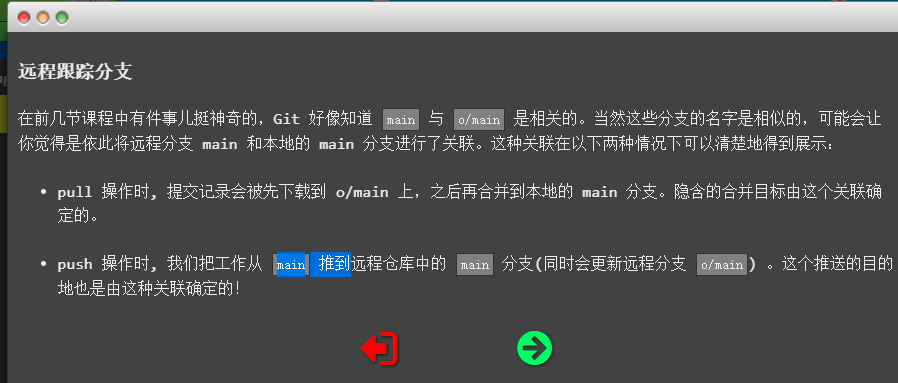 远程跟踪分支
在前几节课程中有件事儿挺神奇的，Git 好像知道 main 与 o/main 是相关的。当然这些分支的名字是相似的，可能会让
你觉得是依此将远程分支 main 和本地的 main 分支进行了关联。这种关联在以下两种情况下可以清楚地得到展示：
• pull 操作时, 提交记录会被先下载到 o/main 上，之后再合并到本地的 main 分支。隐含的合并目标由这个关联确
定的。
• push 操作时, 我们把工作从 main 推到远程仓库中的 main 分支(同时会更新远程分支 o/main) 。这个推送的目的
地也是由这种关联确定的!